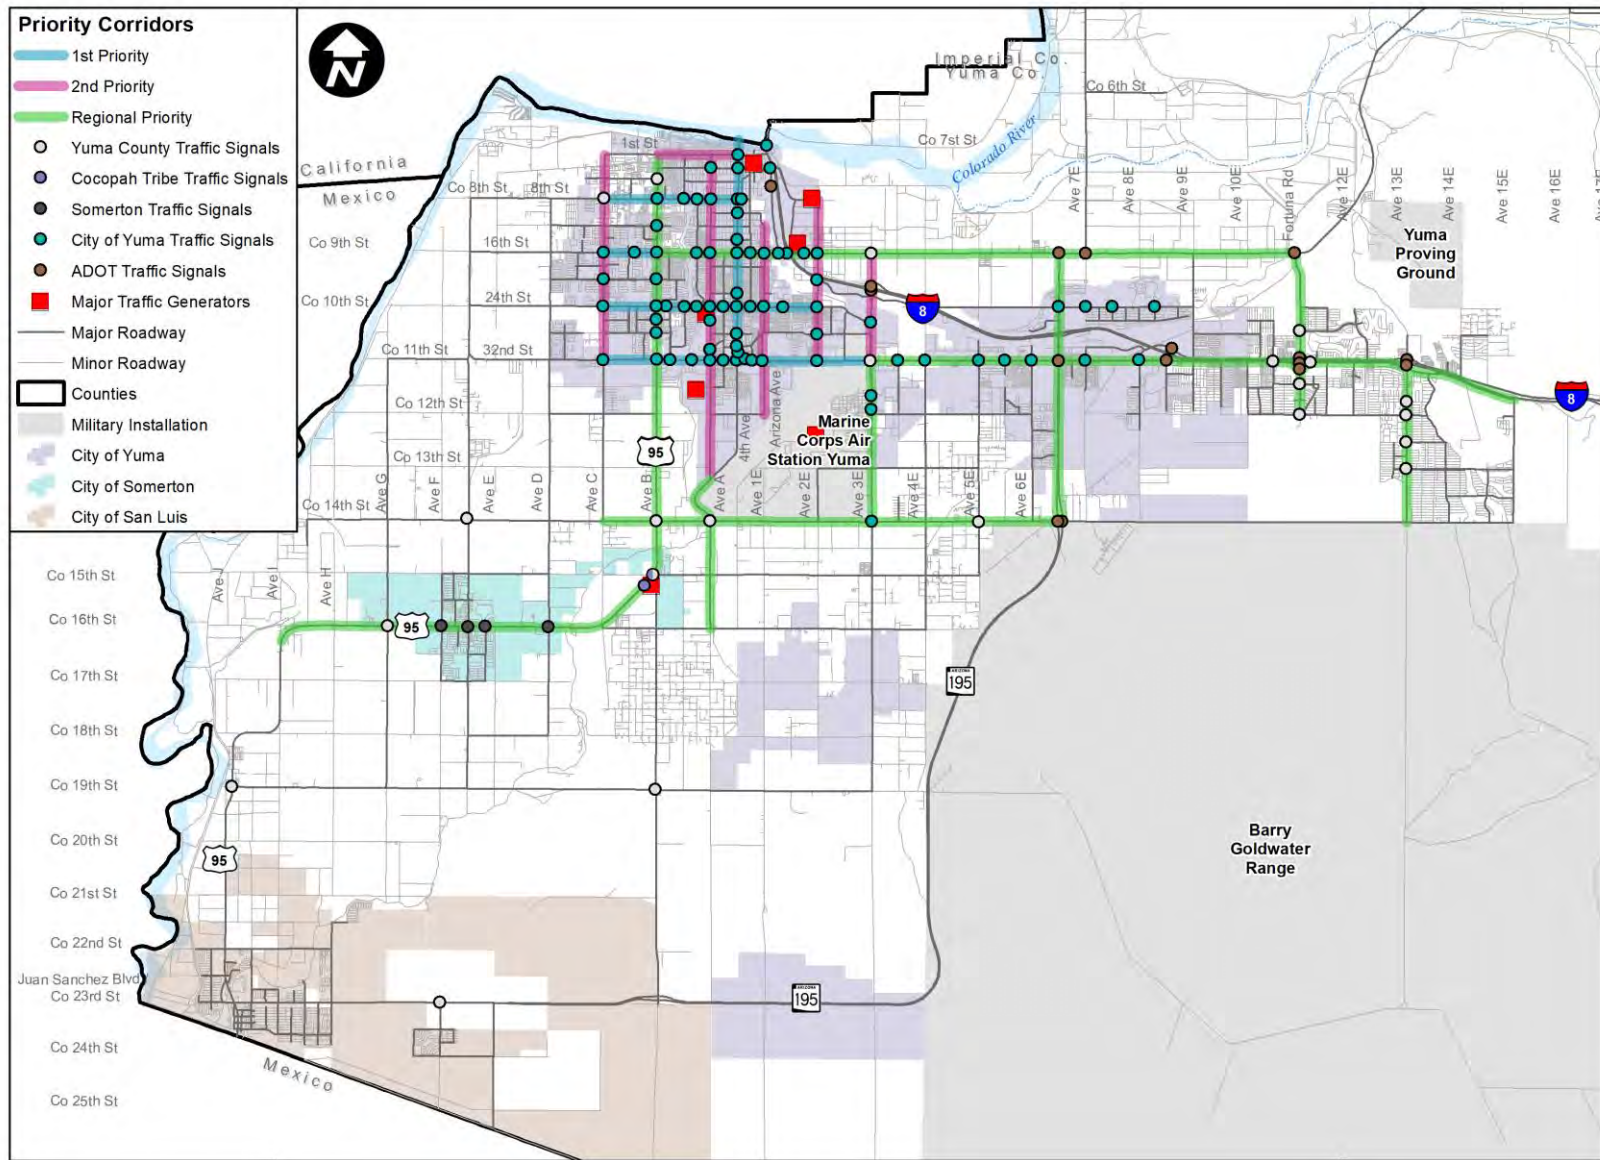 Priority Corridors
1st Priority
2nd Priority
Regional Priority
Yuma County Traffic Signals
Cocopah Tribe Traffic Signals
Somerton Traffic Signals
City of Yuma Traffic Signals
ADOT Traffic Signals
Major Traffic Generators
Major Roadway
Minor Roadway
Counties
Military Installation
City of Yuma
City of Somerton
City of San Luis
N
Imperial Co.
Yuma Co.
Co 6th St
Co 7st St
Colorado River
California
Mexico
1st St
Co 8th St
8th St
Co 9th St
16th St
Co 10th St
24th St
Co 11th St
32nd St
Co 12th St
Co 13th St
Co 14th St
Co 15th St
Co 16th St
Co 17th St
Co 18th St
Co 19th St
Co 20th St
Co 21st St
Co 22nd St
Juan Sanchez Blvd
Co 23rd St
Co 24th St
Co 25th St
Mexico
Ave J
Ave I
Ave H
Ave G
Ave F
Ave E
Ave D
Ave C
Ave B
Ave A
4th Ave
Ave 1E
Arizona Ave
Ave 2E
Ave 3E
Ave 4E
Ave 5E
Ave 6E
Ave 7E
Ave 8E
Ave 9E
Ave 10E
Fortuna Rd
Ave 12E
Ave 13E
Ave 14E
Ave 15E
Ave 16E
Ave 17E
Yuma
Proving
Ground
Marine
Corps Air
Station Yuma
Barry
Goldwater
Range
8
8
95
95
95
ARIZONA
195
ARIZONA
195